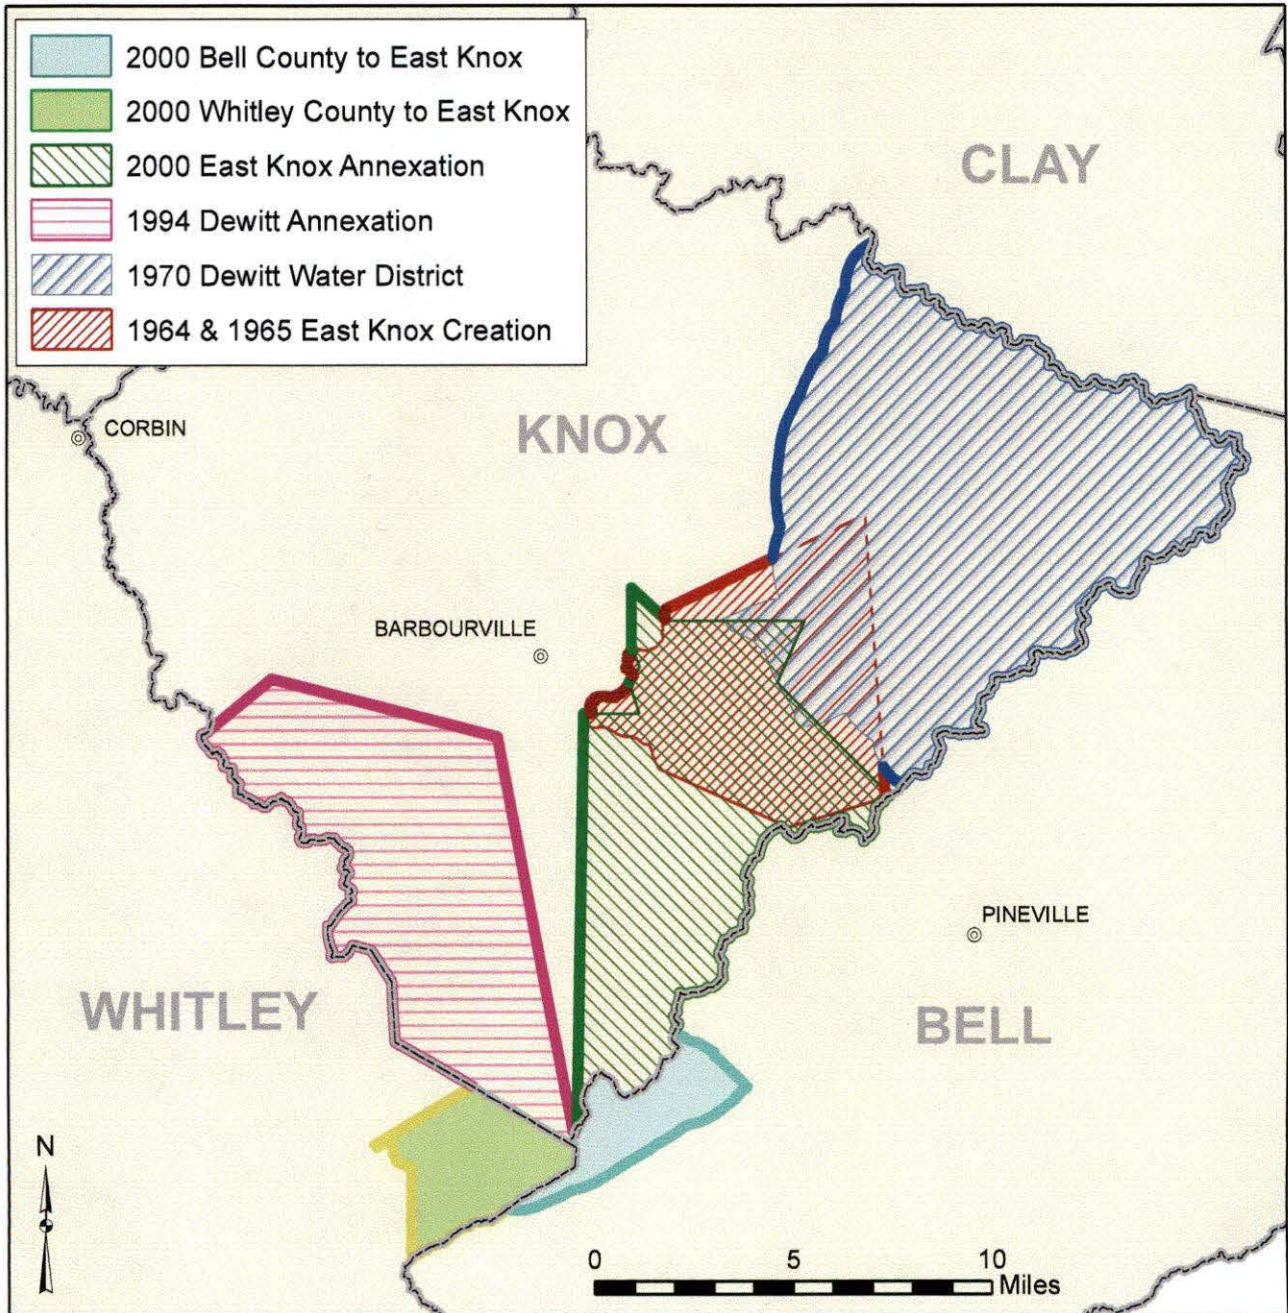 2000 Bell County to East Knox
2000 Whitley County to East Knox
2000 East Knox Annexation
1994 Dewitt Annexation
1970 Dewitt Water District
1964 & 1965 East Knox Creation
CLAY
CORBIN
KNOX
BARBOURVILLE
PINEVILLE
WHITLEY
BELL
N
0 5 10
Miles